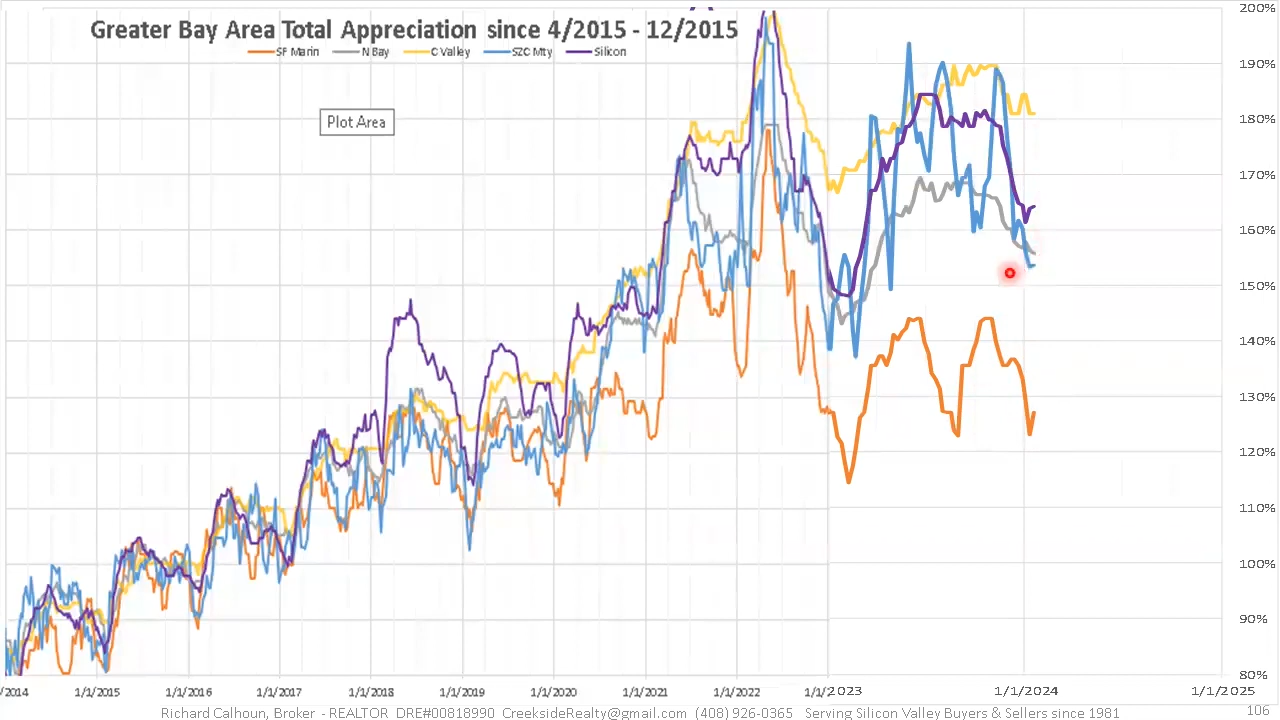 Greater Bay Area Total Appreciation since 4/2015 - 12/2015
SF Marin N Bay C Valley SZC Mty Silicon
Plot Area
200%
190%
180%
170%
160%
150%
140%
130%
120%
110%
100%
90%
80%
/2014 1/1/2015 1/1/2016 1/1/2017 1/1/2018 1/1/2019 1/1/2020 1/1/2021 1/1/2022 1/1/2023 1/1/2024 1/1/2025
Richard Calhoun, Broker - REALTOR DRE#00818990 CreeksideRealty@gmail.com (408) 926-0365 Serving Silicon Valley Buyers & Sellers since 1981 106